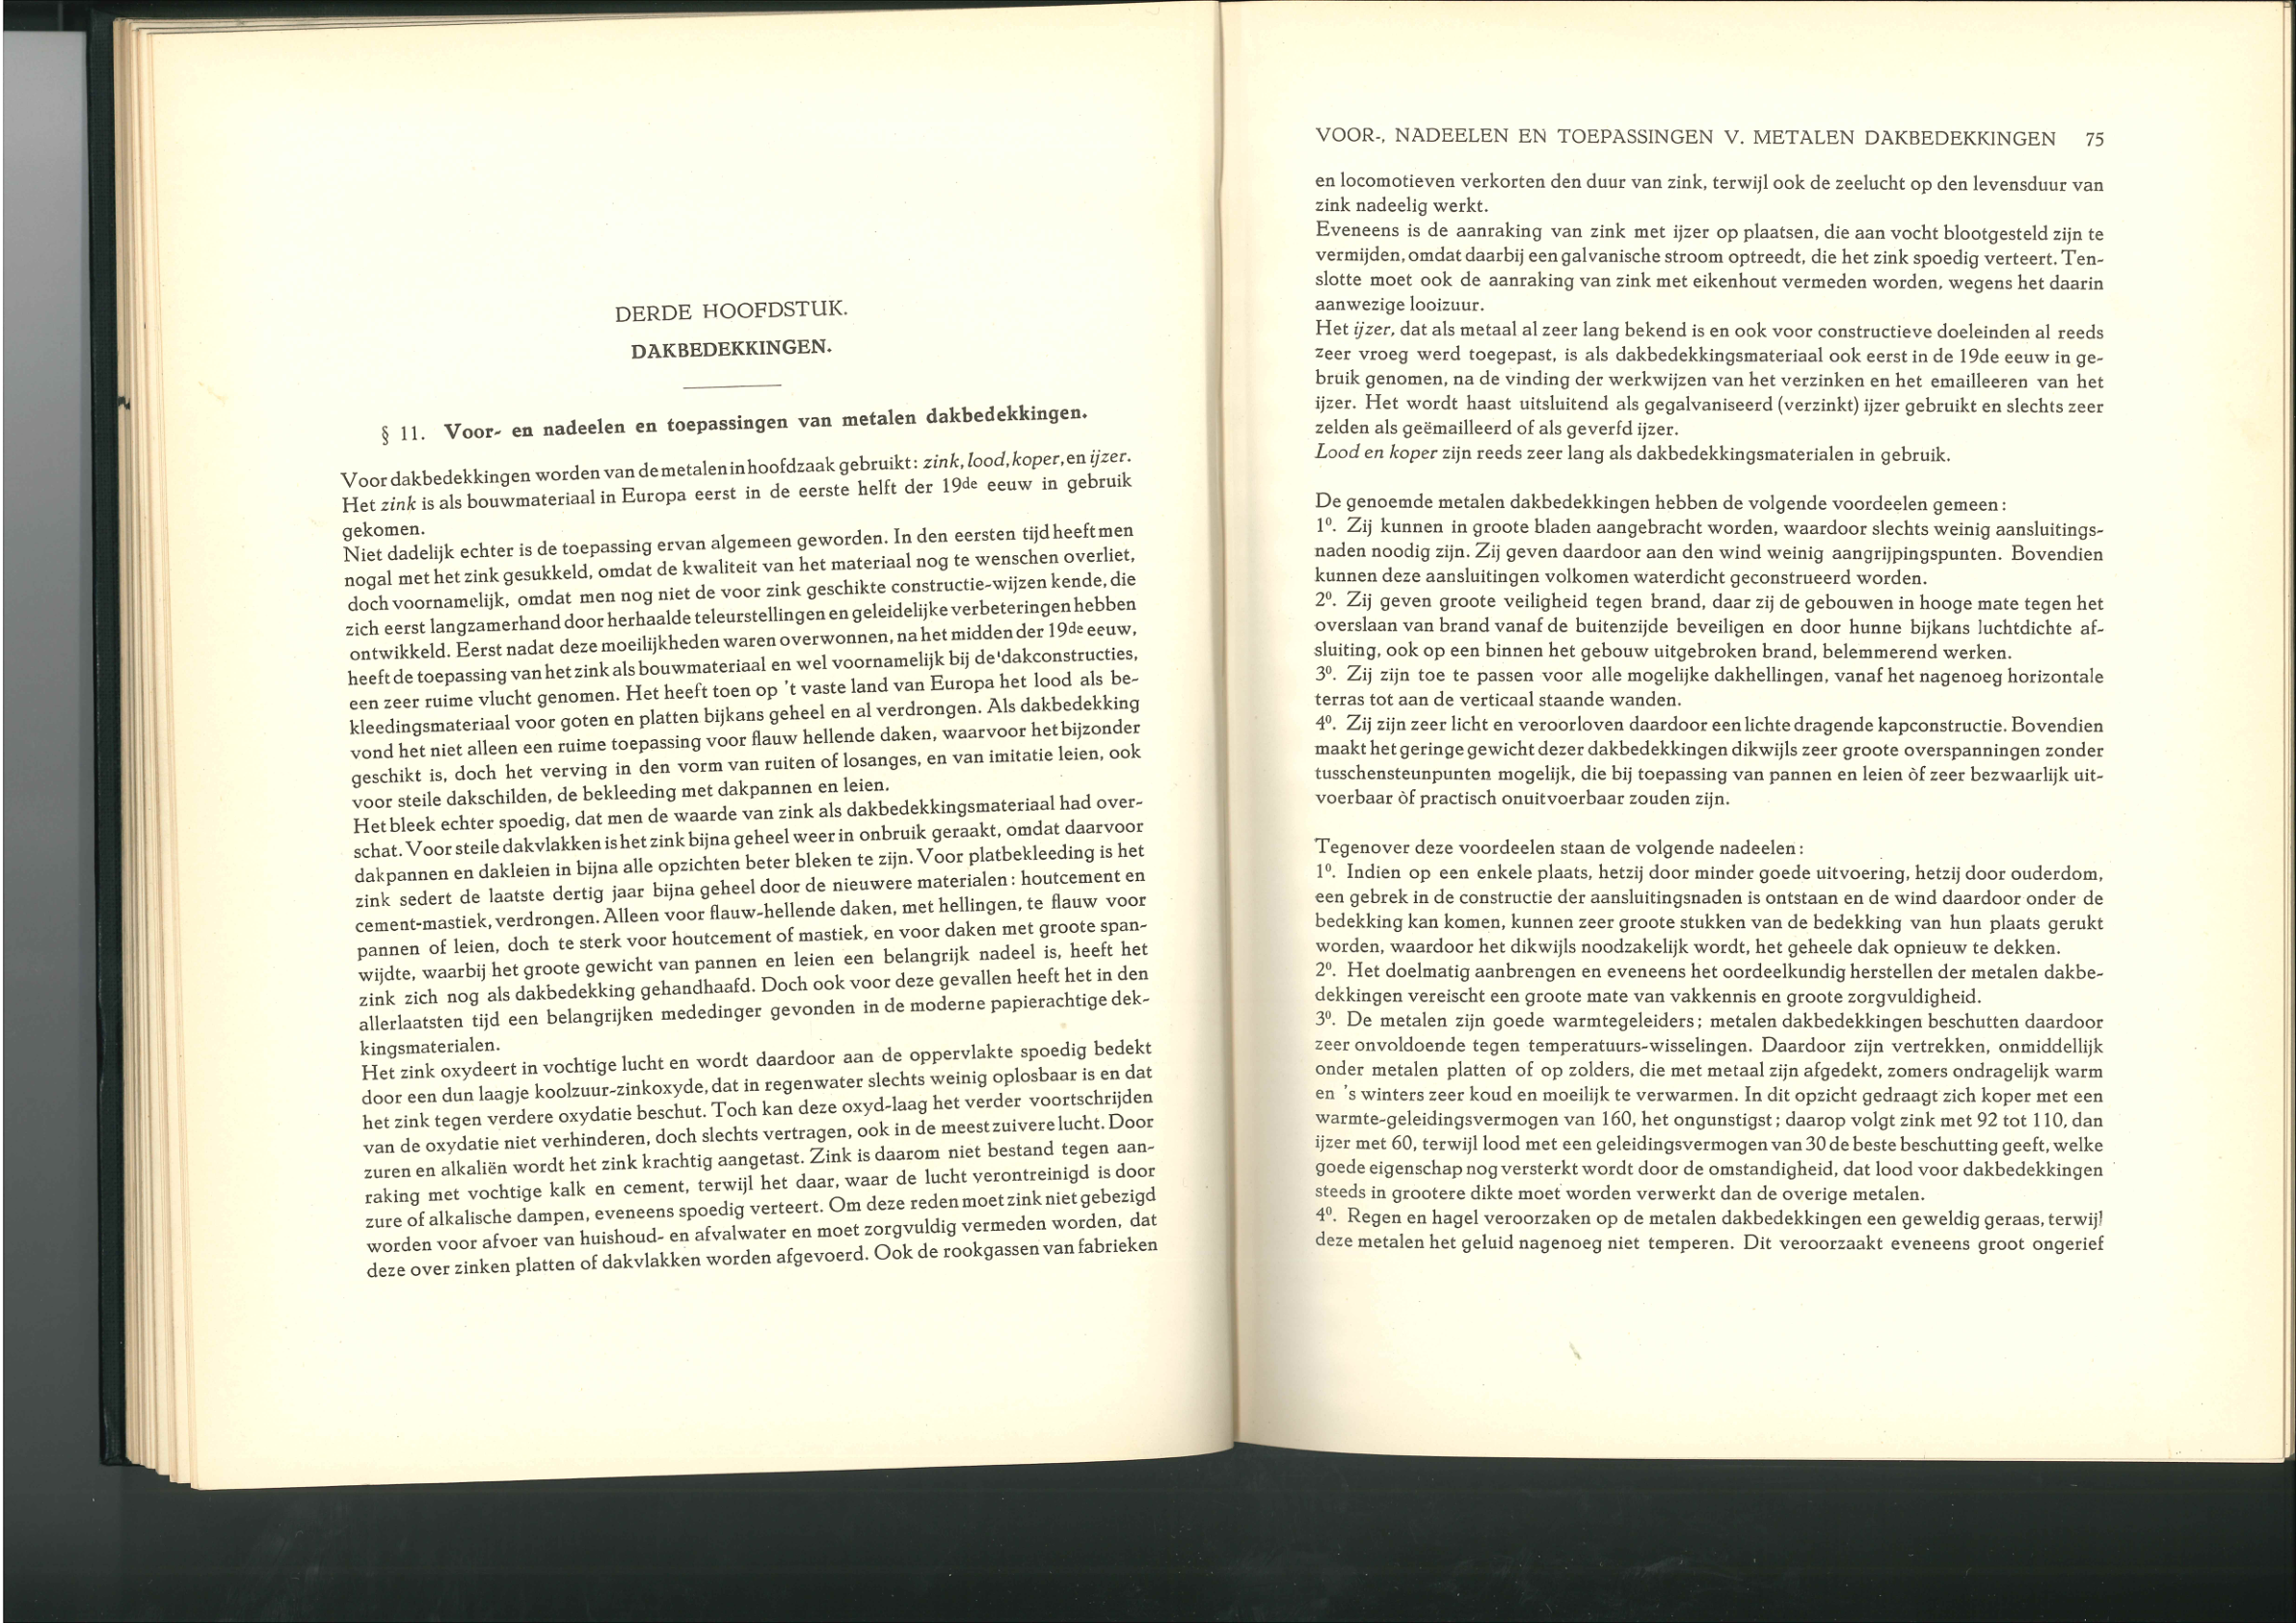 DERDE HOOFDSTUK.
DAKBEDEKKINGEN.
§ 11. Voor- en nadeelen en toepassingen van metalen dakbedekkingen.
Voor dakbedekkingen worden van de metalen in hoofdzaak gebruikt: zink, lood, koper, en ijzer.
Het zink is als bouwmateriaal in Europa eerst in de eerste helft der 19de eeuw in gebruik
gekomen.
Niet dadelijk echter is de toepassing ervan algemeen geworden. In den eersten tijd heeft men
nogal met het zink gesukkeld, omdat de kwaliteit van het materiaal nog te wenschen overliet,
doch voornamelijk, omdat men nog niet de voor zink geschikte constructie-wijzen kende, die
zich eerst langzamerhand door herhaalde teleurstellingen en geleidelijke verbeteringen hebben
ontwikkeld. Eerst nadat deze moeilijkheden waren overwonnen, na het midden der 19de eeuw,
heeft de toepassing van het zink als bouwmateriaal en wel voornamelijk bij de dakconstructies,
een zeer ruime vlucht genomen. Het heeft toen op 't vaste land van Europa het lood als be-
kleedingsmateriaal voor goten en platten bijkans geheel en al verdrongen. Als dakbedekking
vond het niet alleen een ruime toepassing voor flauw hellende daken, waarvoor het bijzonder
geschikt is, doch het verving in den vorm van ruiten of losanges, en van imitatie leien, ook
voor steile dakschilden, de bekleeding met dakpannen en leien.
Het bleek echter spoedig, dat men de waarde van zink als dakbedekkingsmateriaal had over-
schat. Voor steile dakvlakken is het zink bijna geheel weer in onbruik geraakt, omdat daarvoor
dakpannen en dakleien in bijna alle opzichten beter bleken te zijn. Voor platbekleeding is het
zink sedert de laatste dertig jaar bijna geheel door de nieuwere materialen: houtcement en
cement-mastiek, verdrongen. Alleen voor flauw-hellende daken, met hellingen, te flauw voor
pannen of leien, doch te sterk voor houtcement of mastiek, en voor daken met groote span-
wijdte, waarbij het groote gewicht van pannen en leien een belangrijk nadeel is, heeft het
zink zich nog als dakbedekking gehandhaafd. Doch ook voor deze gevallen heeft het in den
allerlaatsten tijd een belangrijken mededinger gevonden in de moderne papierachtige dek-
kingsmaterialen.
Het zink oxydeert in vochtige lucht en wordt daardoor aan de oppervlakte spoedig bedekt
door een dun laagje koolzuur-zinkoxyde, dat in regenwater slechts weinig oplosbaar is en dat
het zink tegen verdere oxydatie beschut. Toch kan deze oxyd-laag het verder voortschrijden
van de oxydatie niet verhinderen, doch slechts vertragen, ook in de meest zuivere lucht. Door
zuren en alkaliën wordt het zink krachtig aangetast. Zink is daarom niet bestand tegen aan-
raking met vochtige kalk en cement, terwijl het daar, waar de lucht verontreinigd is door
zure of alkalische dampen, eveneens spoedig verteert. Om deze reden moet zink niet gebezigd
worden voor afvoer van huishoud- en afvalwater en moet zorgvuldig vermeden worden, dat
deze over zinken platten of dakvlakken worden afgevoerd. Ook de rookgassen van fabrieken
VOOR-, NADEELEN EN TOEPASSINGEN V. METALEN DAKBEDEKKINGEN 75
en locomotieven verkorten den duur van zink, terwijl ook de zeelucht op den levensduur van
zink nadeelig werkt.
Eveneens is de aanraking van zink met ijzer op plaatsen, die aan vocht blootgesteld zijn te
vermijden, omdat daarbij een galvanische stroom optreedt, die het zink spoedig verteert. Ten-
slotte moet ook de aanraking van zink met eikenhout vermeden worden, wegens het daarin
aanwezige looizuur.
Het ijzer, dat als metaal al zeer lang bekend is en ook voor constructieve doeleinden al reeds
zeer vroeg werd toegepast, is als dakbedekkingsmateriaal ook eerst in de 19de eeuw in ge-
bruik genomen, na de vinding der werkwijzen van het verzinken en het emailleeren van het
ijzer. Het wordt haast uitsluitend als gegalvaniseerd (verzinkt) ijzer gebruikt en slechts zeer
zelden als geëmailleerd of als geverfd ijzer.
Lood en koper zijn reeds zeer lang als dakbedekkingsmaterialen in gebruik.
De genoemde metalen dakbedekkingen hebben de volgende voordeelen gemeen:
1º. Zij kunnen in groote bladen aangebracht worden, waardoor slechts weinig aansluitings-
naden noodig zijn. Zij geven daardoor aan den wind weinig aangrijpingspunten. Bovendien
kunnen deze aansluitingen volkomen waterdicht geconstrueerd worden.
2º. Zij geven groote veiligheid tegen brand, daar zij de gebouwen in hooge mate tegen het
overslaan van brand vanaf de buitenzijde beveiligen en door hunne bijkans luchtdichte af-
sluiting, ook op een binnen het gebouw uitgebroken brand, belemmerend werken.
3º. Zij zijn toe te passen voor alle mogelijke dakhellingen, vanaf het nagenoeg horizontale
terras tot aan de verticaal staande wanden.
4º. Zij zijn zeer licht en veroorloven daardoor een lichte dragende kapconstructie. Bovendien
maakt het geringe gewicht dezer dakbedekkingen dikwijls zeer groote overspanningen zonder
tusschensteunpunten mogelijk, die bij toepassing van pannen en leien òf zeer bezwaarlijk uit-
voerbaar òf practisch onuitvoerbaar zouden zijn.
Tegenover deze voordeelen staan de volgende nadeelen:
1º. Indien op een enkele plaats, hetzij door minder goede uitvoering, hetzij door ouderdom,
een gebrek in de constructie der aansluitingsnaden is ontstaan en de wind daardoor onder de
bedekking kan komen, kunnen zeer groote stukken van de bedekking van hun plaats gerukt
worden, waardoor het dikwijls noodzakelijk wordt, het geheele dak opnieuw te dekken.
2º. Het doelmatig aanbrengen en eveneens het oordeelkundig herstellen der metalen dakbe-
dekkingen vereischt een groote mate van vakkennis en groote zorgvuldigheid.
3º. De metalen zijn goede warmtegeleiders; metalen dakbedekkingen beschutten daardoor
zeer onvoldoende tegen temperatuurs-wisselingen. Daardoor zijn vertrekken, onmiddellijk
onder metalen platten of op zolders, die met metaal zijn afgedekt, zomers ondragelijk warm
en 's winters zeer koud en moeilijk te verwarmen. In dit opzicht gedraagt zich koper met een
warmte-geleidingsvermogen van 160, het ongunstigst; daarop volgt zink met 92 tot 110, dan
ijzer met 60, terwijl lood met een geleidingsvermogen van 30 de beste beschutting geeft, welke
goede eigenschap nog versterkt wordt door de omstandigheid, dat lood voor dakbedekkingen
steeds in grootere dikte moet worden verwerkt dan de overige metalen.
4º. Regen en hagel veroorzaken op de metalen dakbedekkingen een geweldig geraas, terwijl
deze metalen het geluid nagenoeg niet temperen. Dit veroorzaakt eveneens groot ongerief